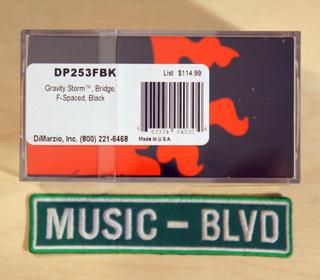 DP253FBK
List $114.99
Gravity Storm™, Bridge,
F-Spaced, Black
DiMarzio, Inc. (800) 221-6468
Made in U.S.A.
MUSIC - BLVD